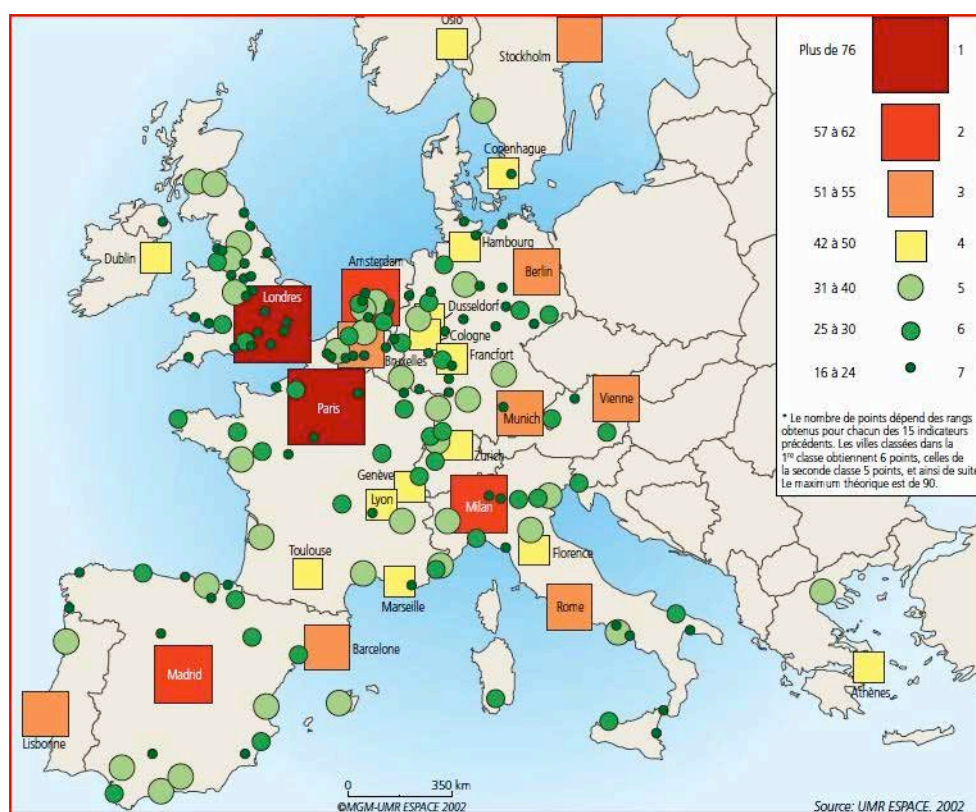 Oslo
Stockholm
Copenhague
Dublin
Hambourg
Amsterdam
Berlin
Londres
Dusseldorf
Cologne
Bruxelles
Francfort
Paris
Munich
Vienne
Zurich
Genève
Lyon
Milan
Toulouse
Florence
Marseille
Rome
Barcelone
Madrid
Athènes
Lisbonne
Plus de 76 1
57 à 62 2
51 à 55 3
42 à 50 4
31 à 40 5
25 à 30 6
16 à 24 7
* Le nombre de points dépend des rangs
obtenus pour chacun des 15 indicateurs
précédents. Les villes classées dans la
1re classe obtiennent 6 points, celles de
la seconde classe 5 points, et ainsi de suite
Le maximum théorique est de 90.
0 350 km
©MGM-UMR ESPACE 2002
Source: UMR ESPACE, 2002